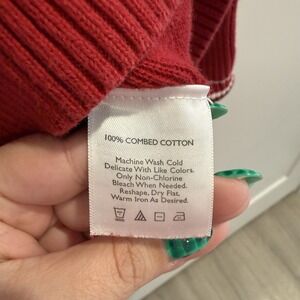 100% COMBED COTTON
Machine Wash Cold
Delicate With Like Colors.
Only Non-Chlorine
Bleach When Needed.
Reshape, Dry Flat.
Warm Iron As Desired.